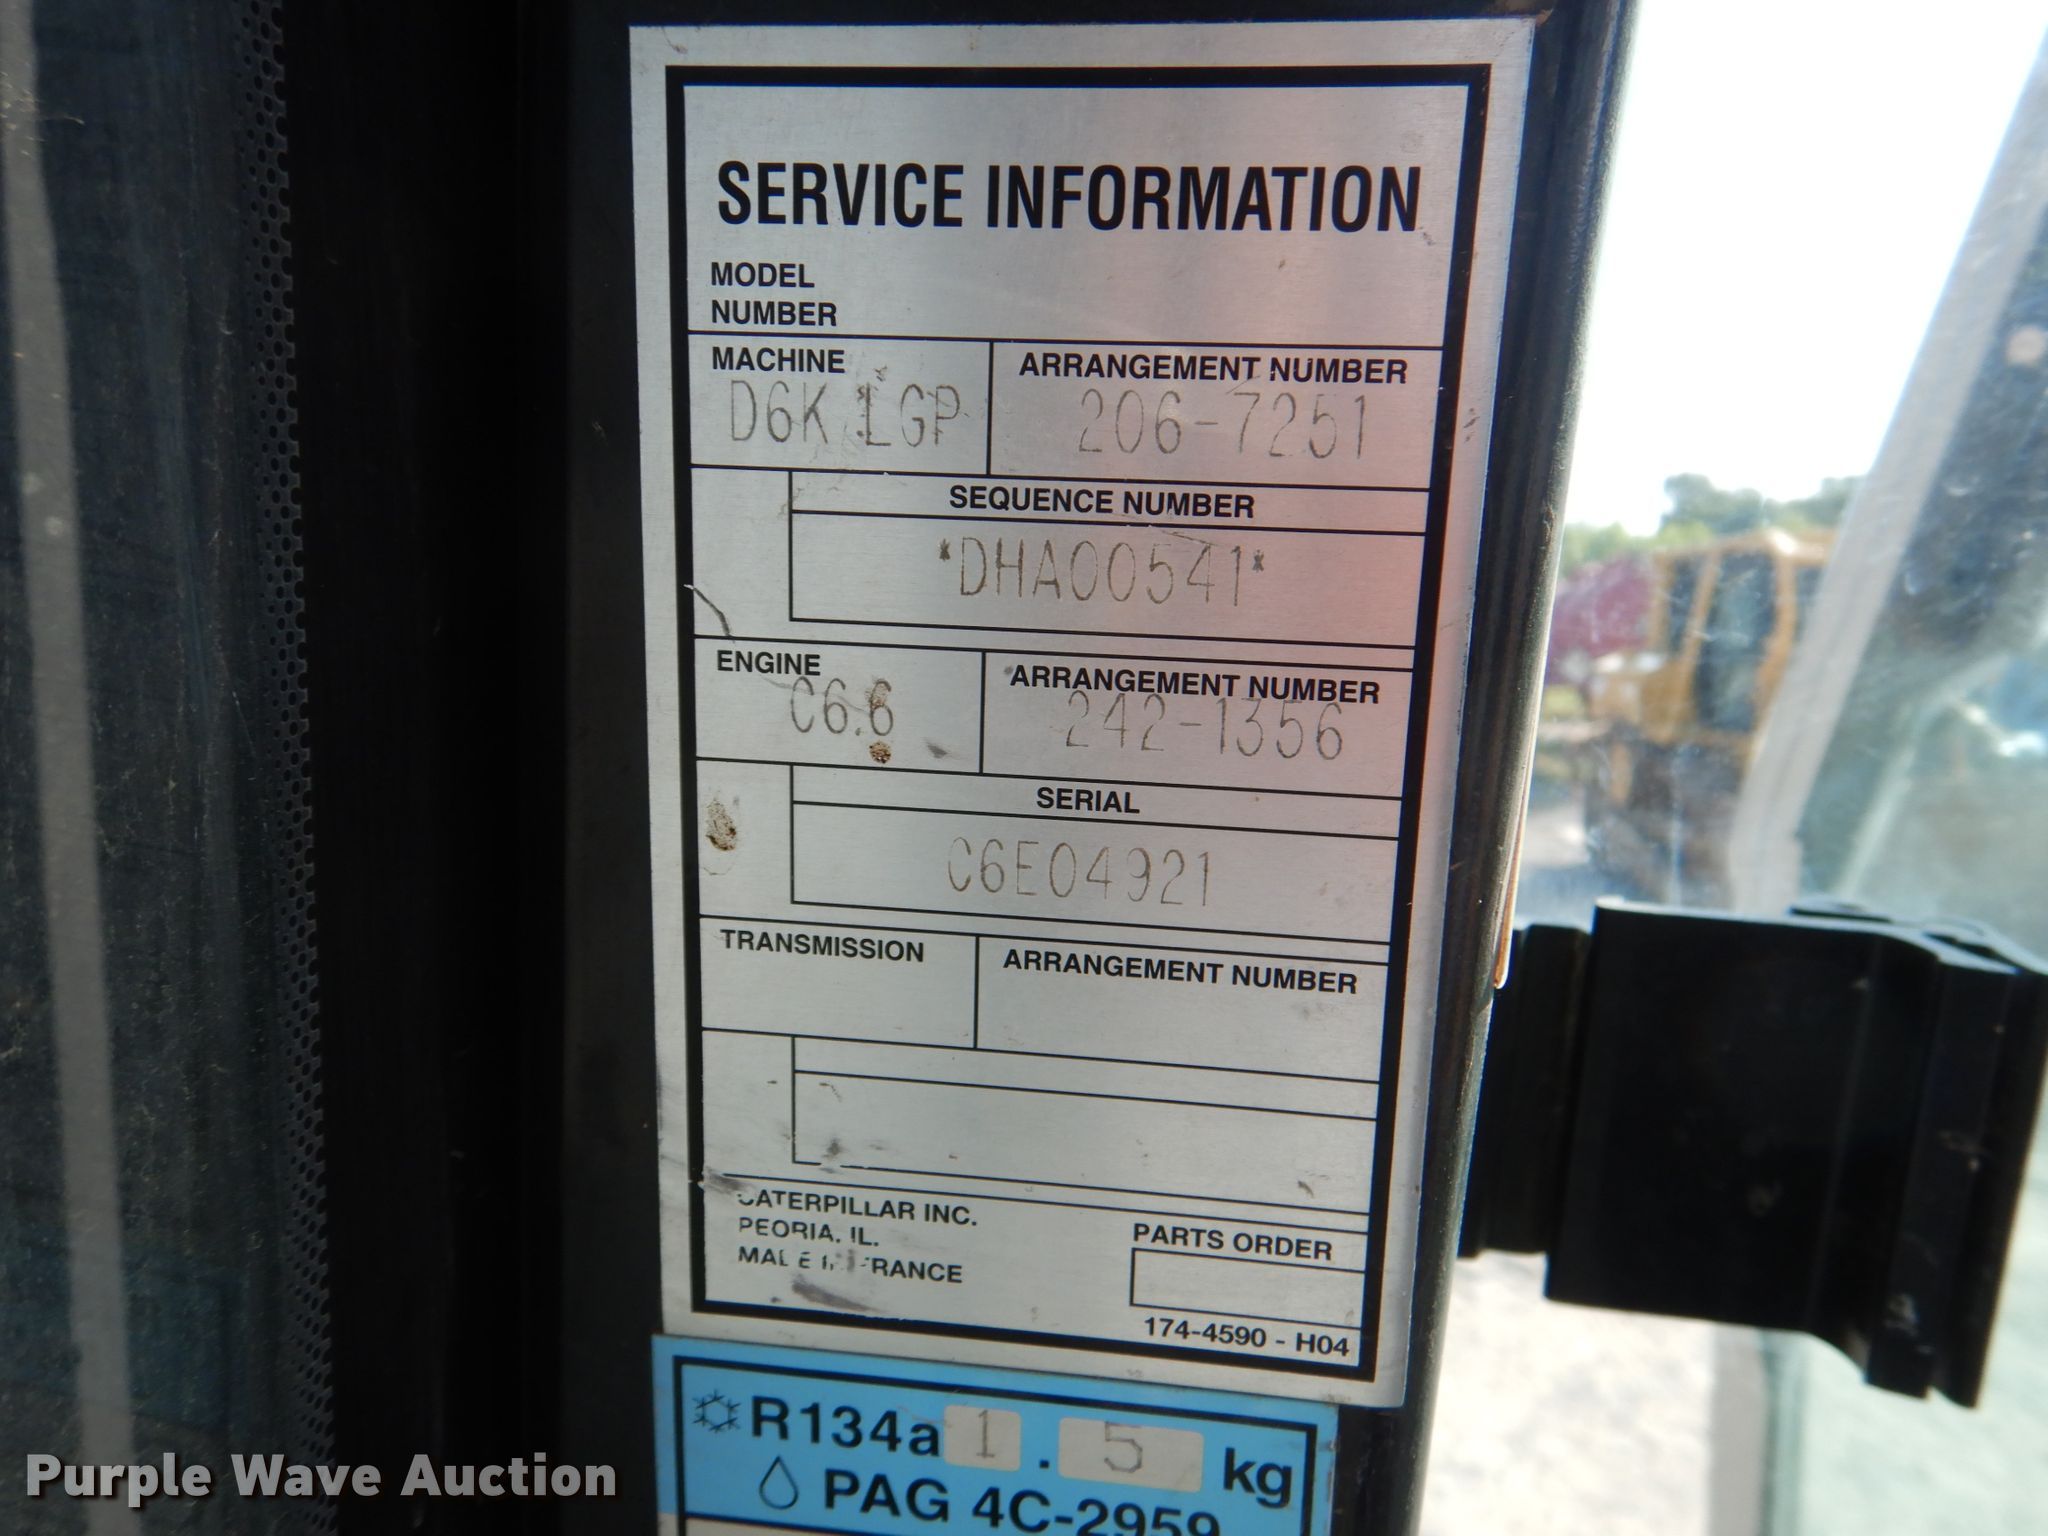 SERVICE INFORMATION
MODEL
NUMBER
MACHINE
ARRANGEMENT NUMBER
D6K LGP
206-7251
SEQUENCE NUMBER
*DHA00541*
ENGINE
ARRANGEMENT NUMBER
C6.6
242-1356
SERIAL
C6E04921
TRANSMISSION
ARRANGEMENT NUMBER
CATERPILLAR INC.
PEORIA, IL.
MADE IN FRANCE
PARTS ORDER
174-4590 - H04
R134a 1.5 kg
PAG 4C-2959
Purple Wave Auction